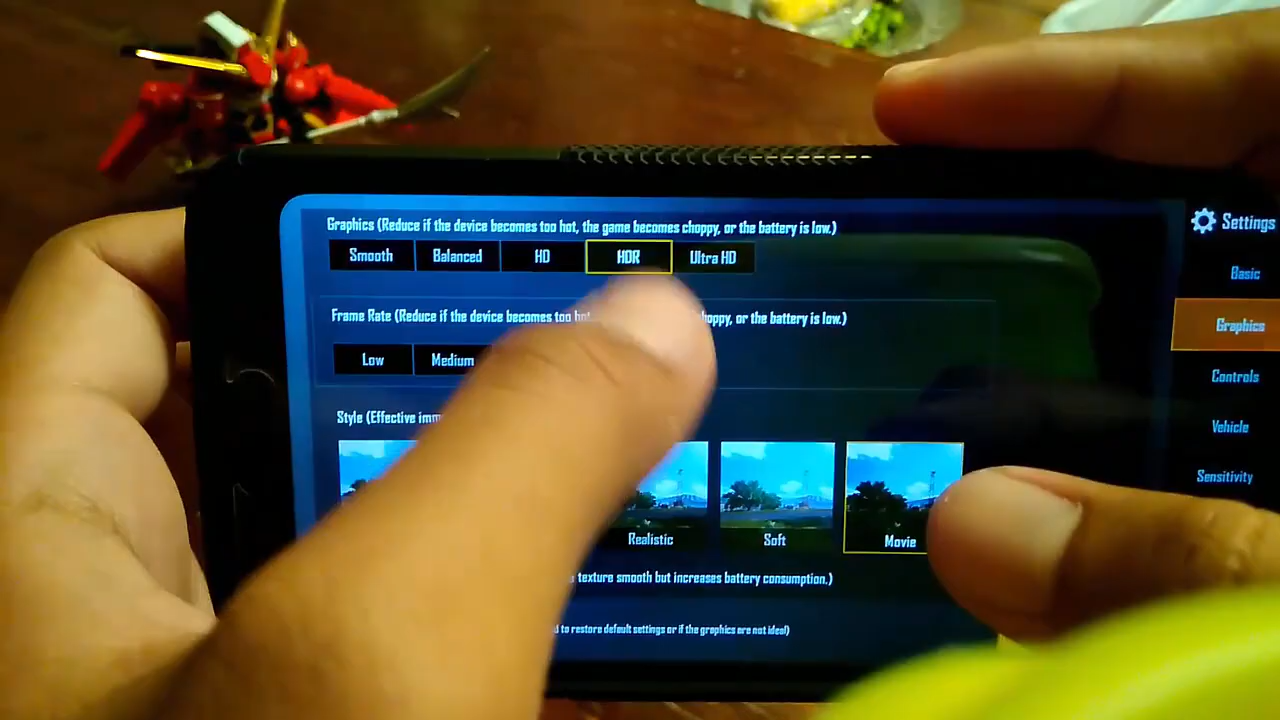 Graphics (Reduce if the device becomes too hot, the game becomes choppy, or the battery is low.)
Settings
Smooth Balanced HD HDR Ultra HD
Basic
Frame Rate (Reduce if the device becomes too hot choppy, or the battery is low.)
Graphics
Low Medium
Controls
Style (Effective
Vehicle
Sensitivity
Realistic Soft Movie
texture smooth but increases battery consumption.)
to restore default settings or if the graphics are not ideal)